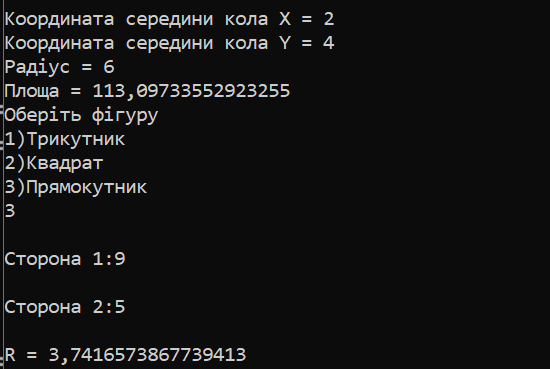 Координата середини кола X = 2
Координата середини кола Y = 4
Радіус = 6
Площа = 113,09733552923255
Оберіть фігуру
1)Трикутник
2)Квадрат
3)Прямокутник
3
Сторона 1:9
Сторона 2:5
R = 3,7416573867739413